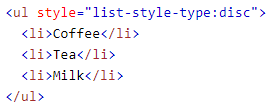 <ul style="list-style-type:disc">
  <li>Coffee</li>
  <li>Tea</li>
  <li>Milk</li>
</ul>